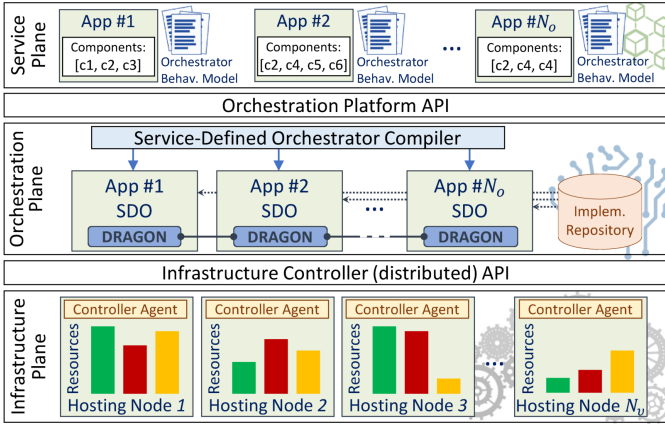 Service
Plane
App #1
Components:
[c1, c2, c3]
Orchestrator
Behav. Model
App #2
Components:
[c2, c4, c5, c6]
Orchestrator
Behav. Model
...
App #N_o
Components:
[c2, c4, c4]
Orchestrator
Behav. Model
Orchestration Platform API
Orchestration
Plane
Service-Defined Orchestrator Compiler
App #1
SDO
DRAGON
App #2
SDO
DRAGON
...
App #N_o
SDO
DRAGON
Implem.
Repository
Infrastructure Controller (distributed) API
Infrastructure
Plane
Controller Agent
Resources
Hosting Node 1
Controller Agent
Resources
Hosting Node 2
Controller Agent
Resources
Hosting Node 3
...
Controller Agent
Resources
Hosting Node N_v